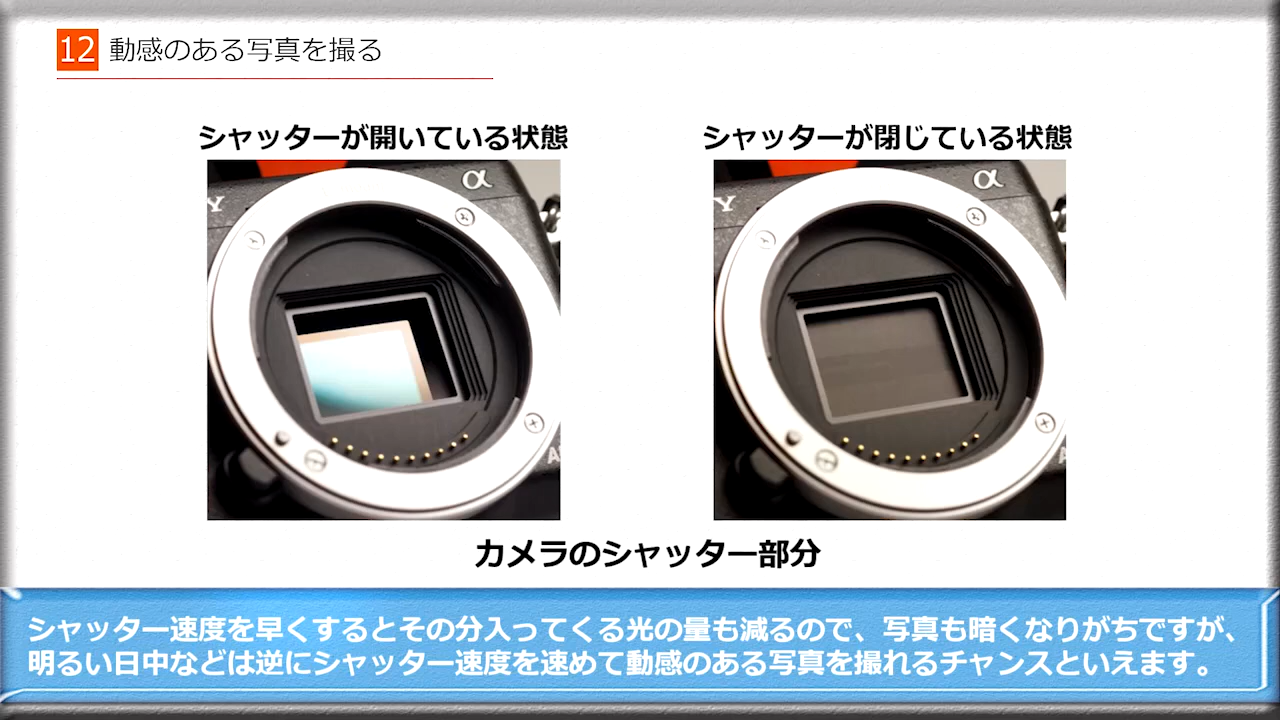 12 動感のある写真を撮る
シャッターが開いている状態
シャッターが閉じている状態
Y
α
Y
α
カメラのシャッター部分
シャッター速度を早くするとその分入ってくる光の量も減るので、写真も暗くなりがちですが、
明るい日中などは逆にシャッター速度を速めて動感のある写真を撮れるチャンスといえます。